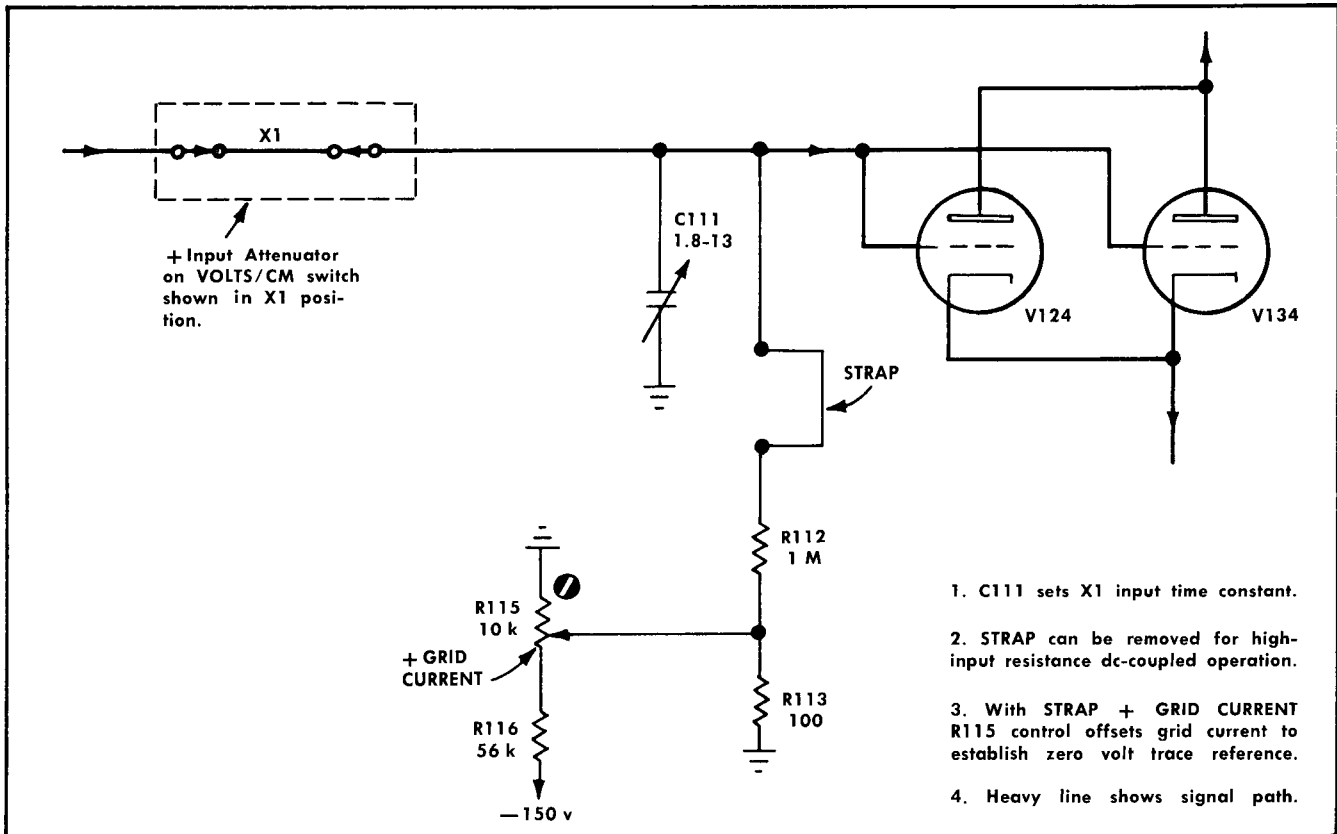 X1
+ Input Attenuator
on VOLTS/CM switch
shown in X1 posi-
tion.
C111
1.8-13
V124
V134
STRAP
R112
1 M
R115
10 k
+ GRID
CURRENT
R113
100
R116
56 k
—150 v
1. C111 sets X1 input time constant.
2. STRAP can be removed for high-
input resistance dc-coupled operation.
3. With STRAP + GRID CURRENT
R115 control offsets grid current to
establish zero volt trace reference.
4. Heavy line shows signal path.